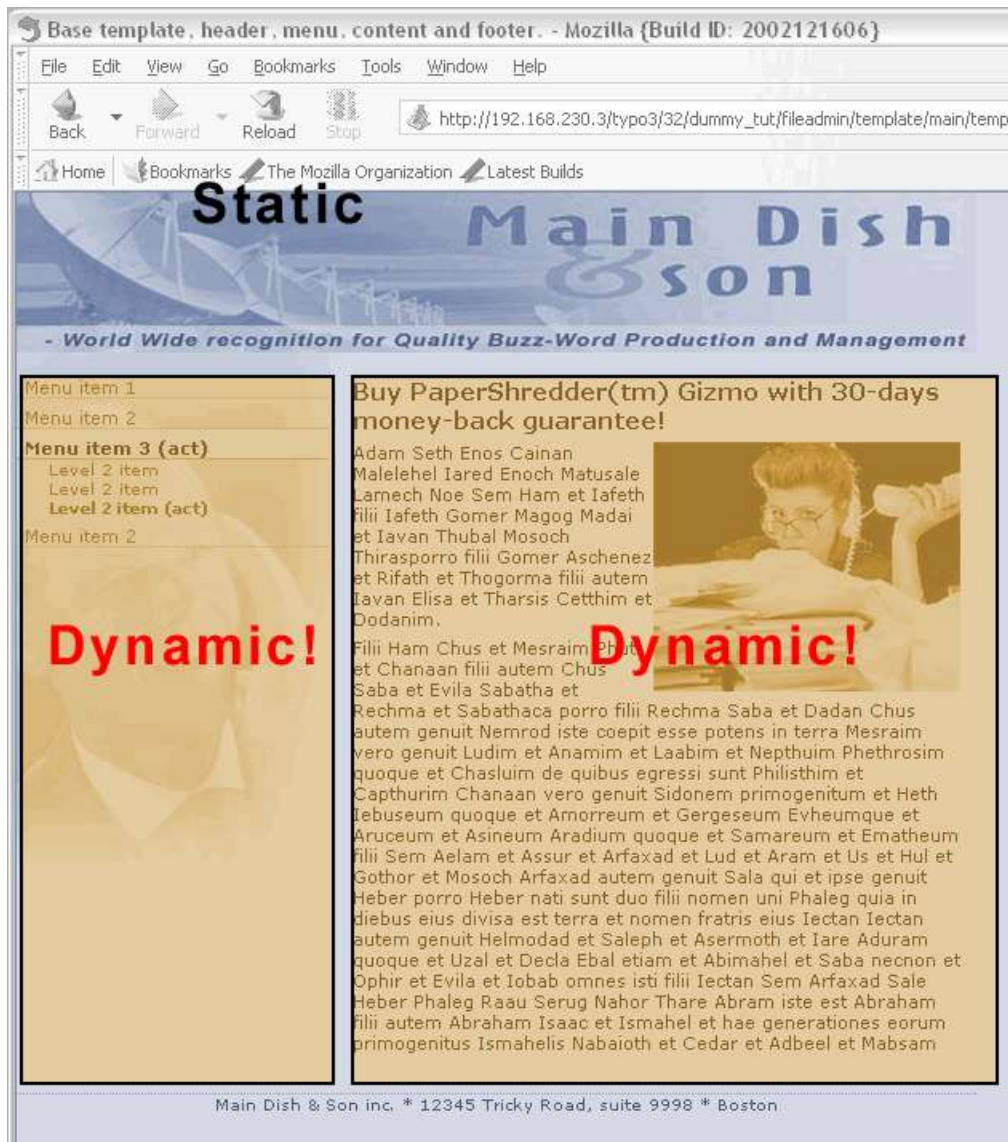 Base template, header, menu, content and footer. - Mozilla {Build ID: 2002121606}
File Edit View Go Bookmarks Tools Window Help
Back Forward Reload Stop http://192.168.230.3/typo3/32/dummy_tut/fileadmin/template/main/temp
Home Bookmarks The Mozilla Organization Latest Builds
Static
Main Dish
& son
- World Wide recognition for Quality Buzz-Word Production and Management
Menu item 1
Menu item 2
Menu item 3 (act)
Level 2 item
Level 2 item
Level 2 item (act)
Menu item 2
Dynamic!
Buy PaperShredder(tm) Gizmo with 30-days
money-back guarantee!
Adam Seth Enos Cainan
Malelehel Iared Enoch Matusale
Lamech Noe Sem Ham et Iafeth
filii Iafeth Gomer Magog Madai
et Iavan Thubal Mosoch
Thirasporro filii Gomer Aschenez
et Rifath et Thogorma filii autem
Iavan Elisa et Tharsis Cetthim et
Dodanim.
Dynamic!
Filii Ham Chus et Mesraim Phut
et Chanaan filii autem Chus
Saba et Evila Sabatha et
Rechma et Sabathaca porro filii Rechma Saba et Dadan Chus
autem genuit Nemrod iste coepit esse potens in terra Mesraim
vero genuit Ludim et Anamim et Laabim et Nepthuim Phethrosim
quoque et Chasluim de quibus egressi sunt Philisthim et
Capthurim Chanaan vero genuit Sidonem primogenitum et Heth
Iebuseum quoque et Amorreum et Gergeseum Evheumque et
Aruceum et Asineum Aradium quoque et Samareum et Ematheum
filii Sem Aelam et Assur et Arfaxad et Lud et Aram et Us et Hul et
Gothor et Mosoch Arfaxad autem genuit Sala qui et ipse genuit
Heber porro Heber nati sunt duo filii nomen uni Phaleg quia in
diebus eius divisa est terra et nomen fratris eius Iectan Iectan
autem genuit Helmodad et Saleph et Asermoth et Iare Aduram
quoque et Uzal et Decla Ebal etiam et Abimahel et Saba necnon et
Ophir et Evila et Iobab omnes isti filii Iectan Sem Arfaxad Sale
Heber Phaleg Raau Serug Nahor Thare Abram iste est Abraham
filii autem Abraham Isaac et Ismahel et hae generationes eorum
primogenitus Ismahelis Nabaioth et Cedar et Adbeel et Mabsam
Main Dish & Son inc. * 12345 Tricky Road, suite 9998 * Boston